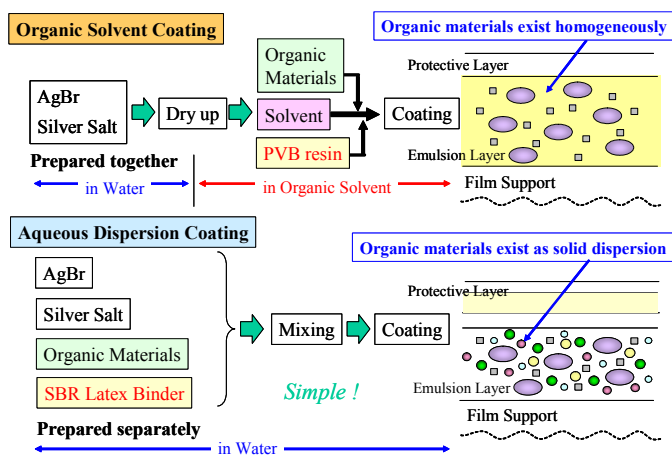 Organic Solvent Coating
Organic materials exist homogeneously
AgBr
Silver Salt
Dry up
Organic
Materials
Solvent
PVB resin
Coating
Protective Layer
Emulsion Layer
Film Support
Prepared together
in Water
in Organic Solvent
Aqueous Dispersion Coating
Organic materials exist as solid dispersion
AgBr
Silver Salt
Organic Materials
SBR Latex Binder
Mixing
Coating
Simple !
Protective Layer
Emulsion Layer
Film Support
Prepared separately
in Water